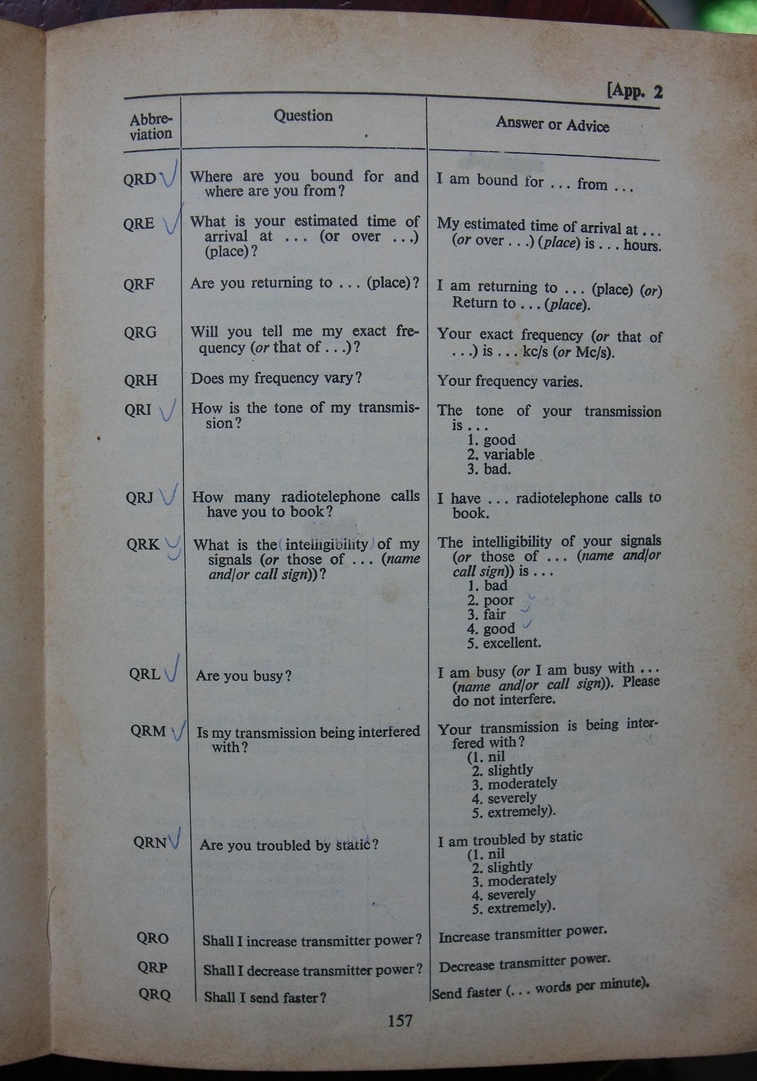 [App. 2
Abbre-
viation
Question
Answer or Advice
QRD
Where are you bound for and
where are you from?
I am bound for ... from ...
QRE
What is your estimated time of
arrival at ... (or over ...)
(place)?
My estimated time of arrival at ...
(or over ...) (place) is ... hours.
QRF
Are you returning to ... (place)?
I am returning to ... (place) (or)
Return to ... (place).
QRG
Will you tell me my exact fre-
quency (or that of ...)?
Your exact frequency (or that of
...) is ... kc/s (or Mc/s).
QRH
Does my frequency vary?
Your frequency varies.
QRI
How is the tone of my transmis-
sion?
The tone of your transmission
is ...
1. good
2. variable
3. bad.
QRJ
How many radiotelephone calls
have you to book?
I have ... radiotelephone calls to
book.
QRK
What is the intelligibility of my
signals (or those of ... (name
and/or call sign))?
The intelligibility of your signals
(or those of ... (name and/or
call sign)) is ...
1. bad
2. poor
3. fair
4. good
5. excellent.
QRL
Are you busy?
I am busy (or I am busy with ...
(name and/or call sign)). Please
do not interfere.
QRM
Is my transmission being interfered
with?
Your transmission is being inter-
fered with?
(1. nil
2. slightly
3. moderately
4. severely
5. extremely).
QRN
Are you troubled by static?
I am troubled by static
(1. nil
2. slightly
3. moderately
4. severely
5. extremely).
QRO
Shall I increase transmitter power?
Increase transmitter power.
QRP
Shall I decrease transmitter power?
Decrease transmitter power.
QRQ
Shall I send faster?
Send faster (... words per minute).
157